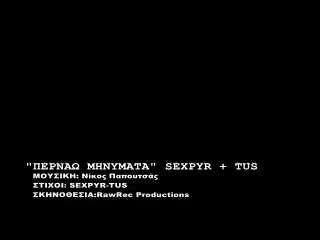 "ΠΕΡΝΑΩ ΜΗΝΥΜΑΤΑ" SEXPYR + TUS
ΜΟΥΣΙΚΗ: Νίκος Παπουτσάς
ΣΤΙΧΟΙ: SEXPYR-TUS
ΣΚΗΝΟΘΕΣΙΑ:RawRec Productions